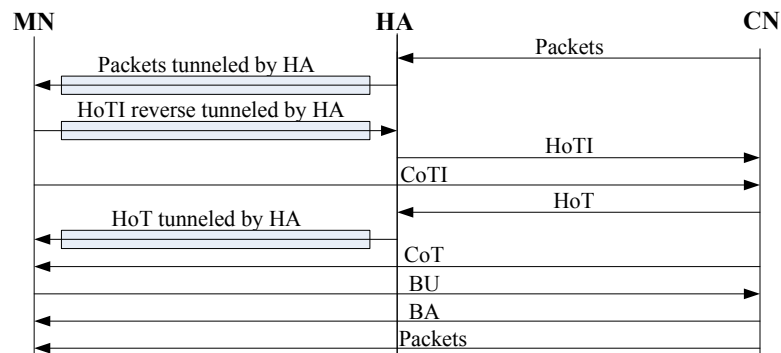 MN
HA
CN
Packets
Packets tunneled by HA
HoTI reverse tunneled by HA
HoTI
CoTI
HoT
HoT tunneled by HA
CoT
BU
BA
Packets